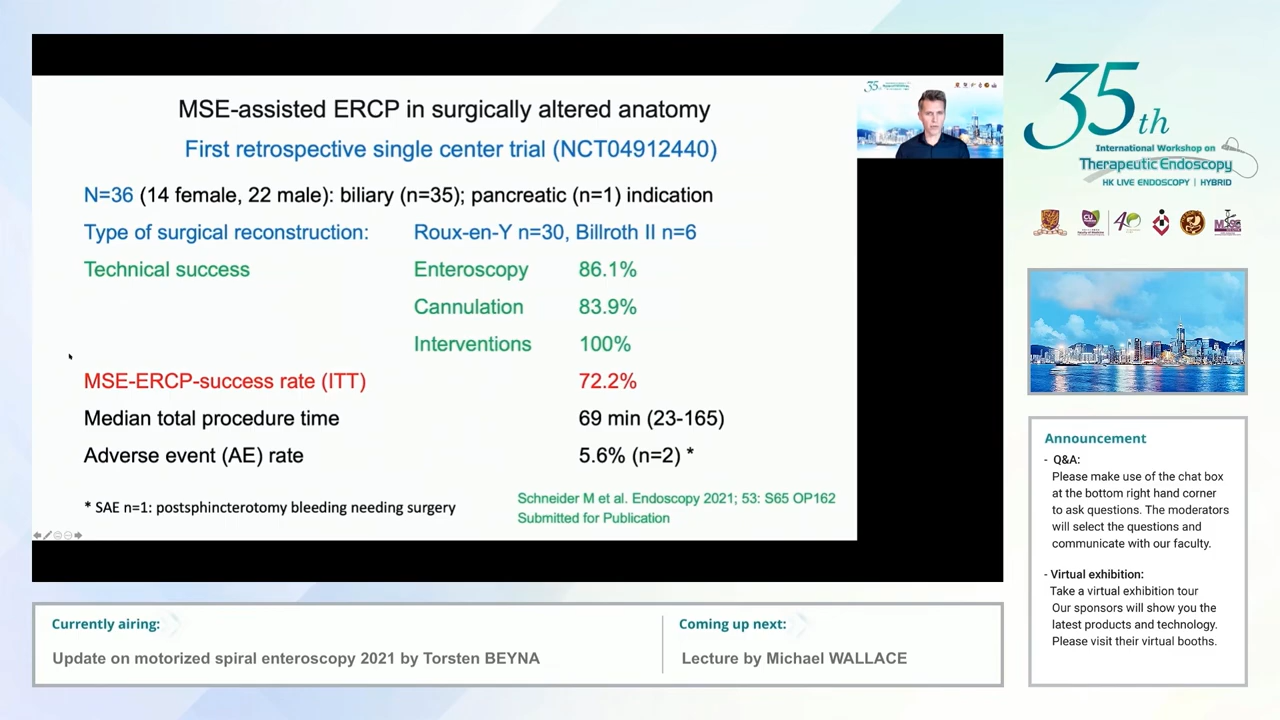 MSE-assisted ERCP in surgically altered anatomy
First retrospective single center trial (NCT04912440)
N=36 (14 female, 22 male): biliary (n=35); pancreatic (n=1) indication
Type of surgical reconstruction: Roux-en-Y n=30, Billroth II n=6
Technical success Enteroscopy 86.1%
Cannulation 83.9%
Interventions 100%
MSE-ERCP-success rate (ITT) 72.2%
Median total procedure time 69 min (23-165)
Adverse event (AE) rate 5.6% (n=2) *
* SAE n=1: postsphincterotomy bleeding needing surgery
Schneider M et al. Endoscopy 2021; 53: S65 OP162
Submitted for Publication
35th
International Workshop on
Therapeutic Endoscopy
HK LIVE ENDOSCOPY | HYBRID
Announcement
- Q&A:
Please make use of the chat box
at the bottom right hand corner
to ask questions. The moderators
will select the questions and
communicate with our faculty.
- Virtual exhibition:
Take a virtual exhibition tour
Our sponsors will show you the
latest products and technology.
Please visit their virtual booths.
Currently airing:
Update on motorized spiral enteroscopy 2021 by Torsten BEYNA
Coming up next:
Lecture by Michael WALLACE